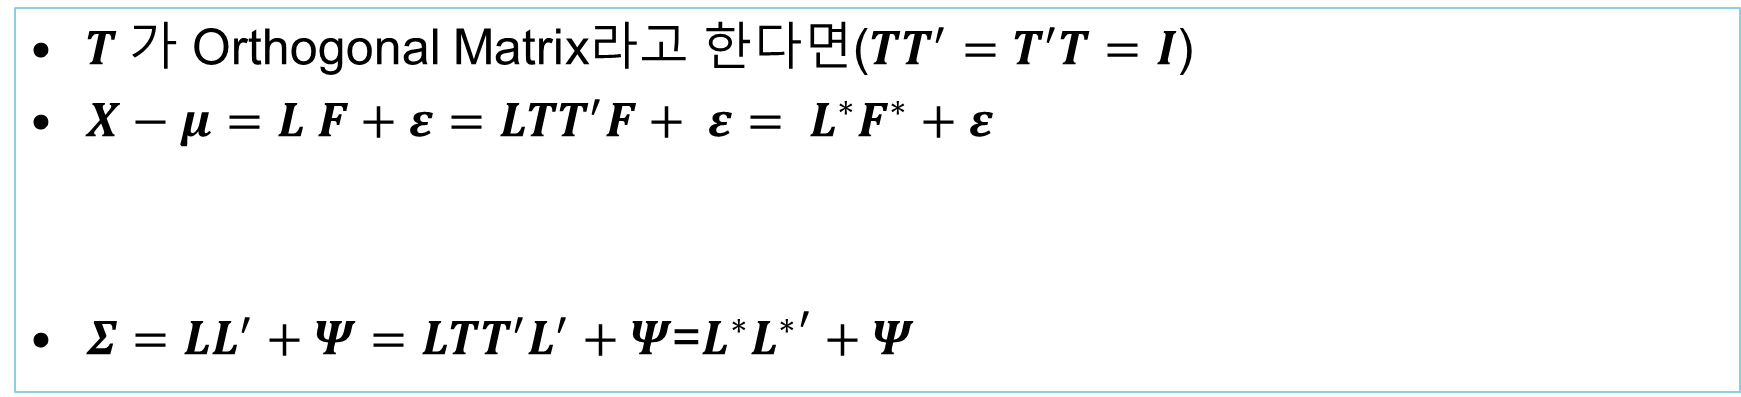 • T 가 Orthogonal Matrix라고 한다면(TT′ = T′T = I)
• X − μ = L F + ε = LTT′F + ε = L*F* + ε
• Σ = LL′ + Ψ = LTT′L′ + Ψ=L*L*′ + Ψ